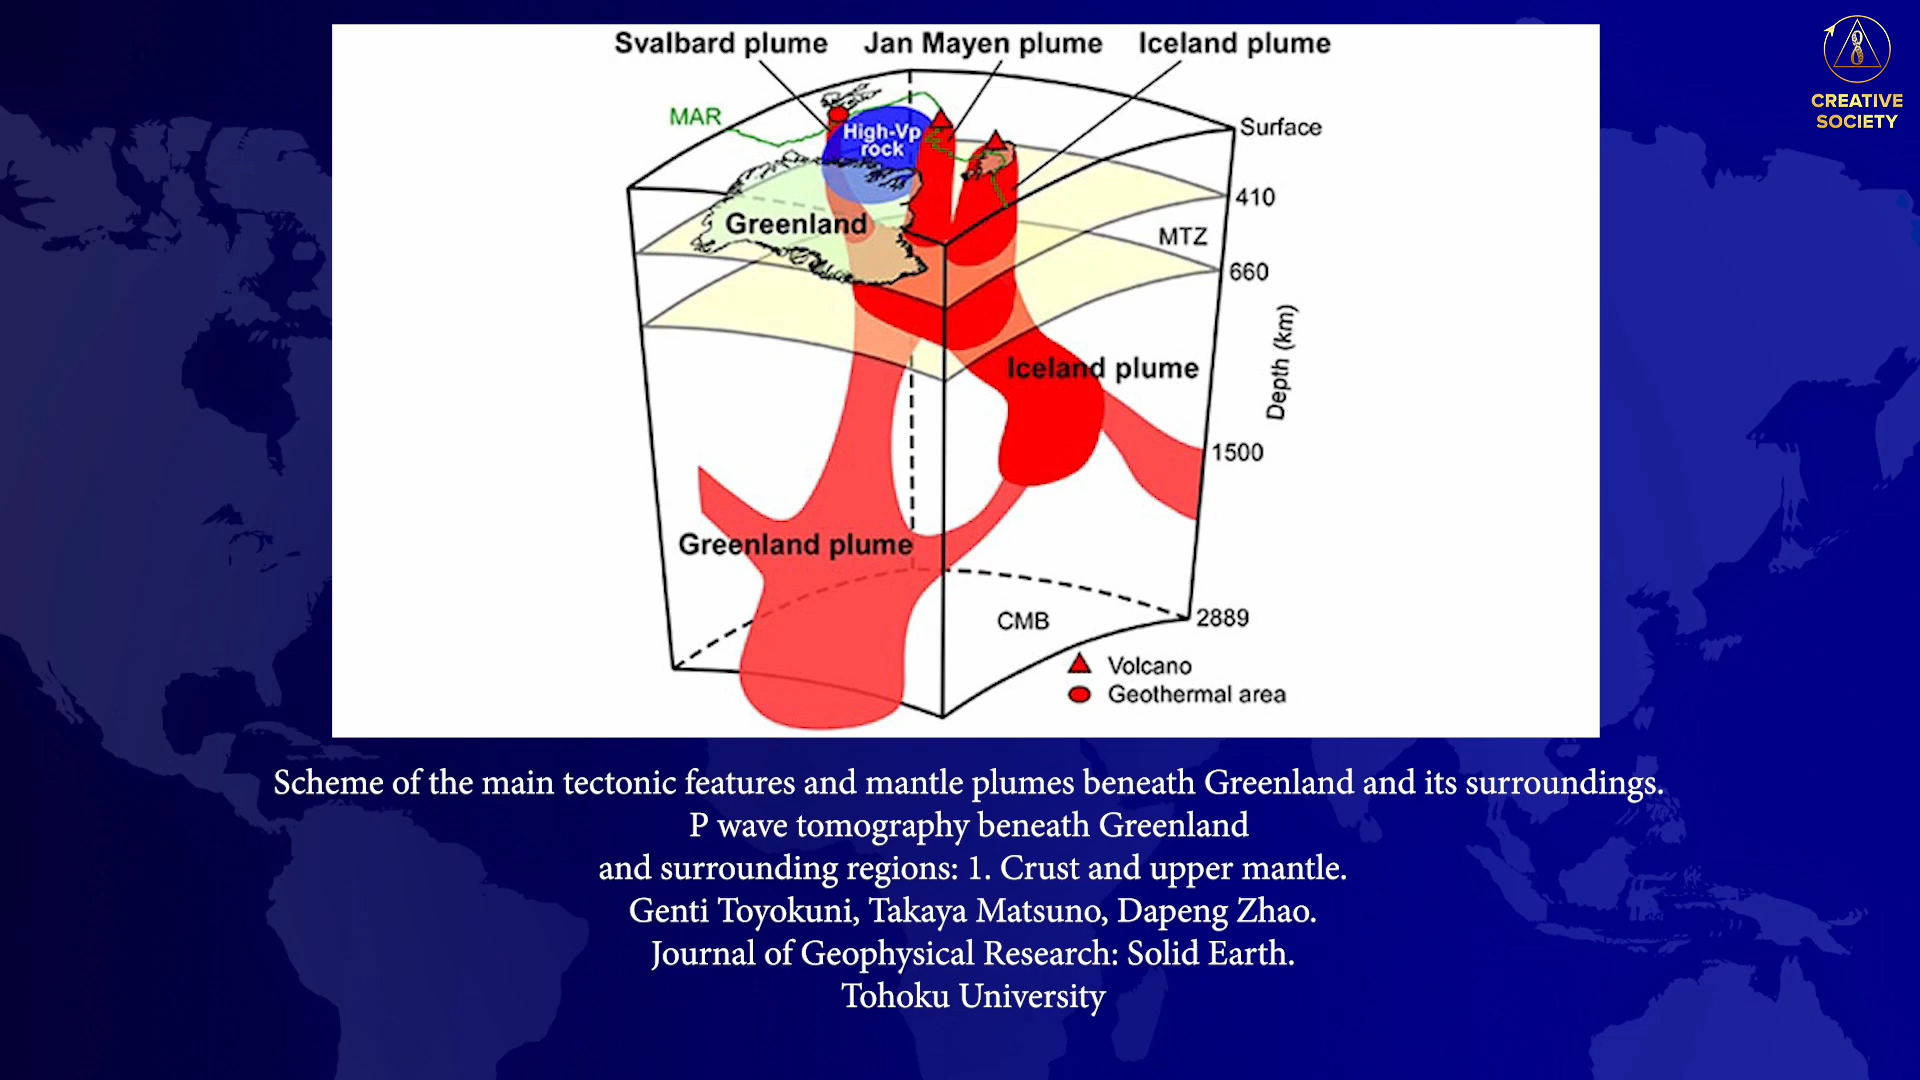 Svalbard plume Jan Mayen plume Iceland plume
CREATIVE
SOCIETY
MAR
High-Vp
rock
Surface
410
Greenland
MTZ
660
Depth (km)
Iceland plume
1500
Greenland plume
CMB
2889
Volcano
Geothermal area
Scheme of the main tectonic features and mantle plumes beneath Greenland and its surroundings.
P wave tomography beneath Greenland
and surrounding regions: 1. Crust and upper mantle.
Genti Toyokuni, Takaya Matsuno, Dapeng Zhao.
Journal of Geophysical Research: Solid Earth.
Tohoku University